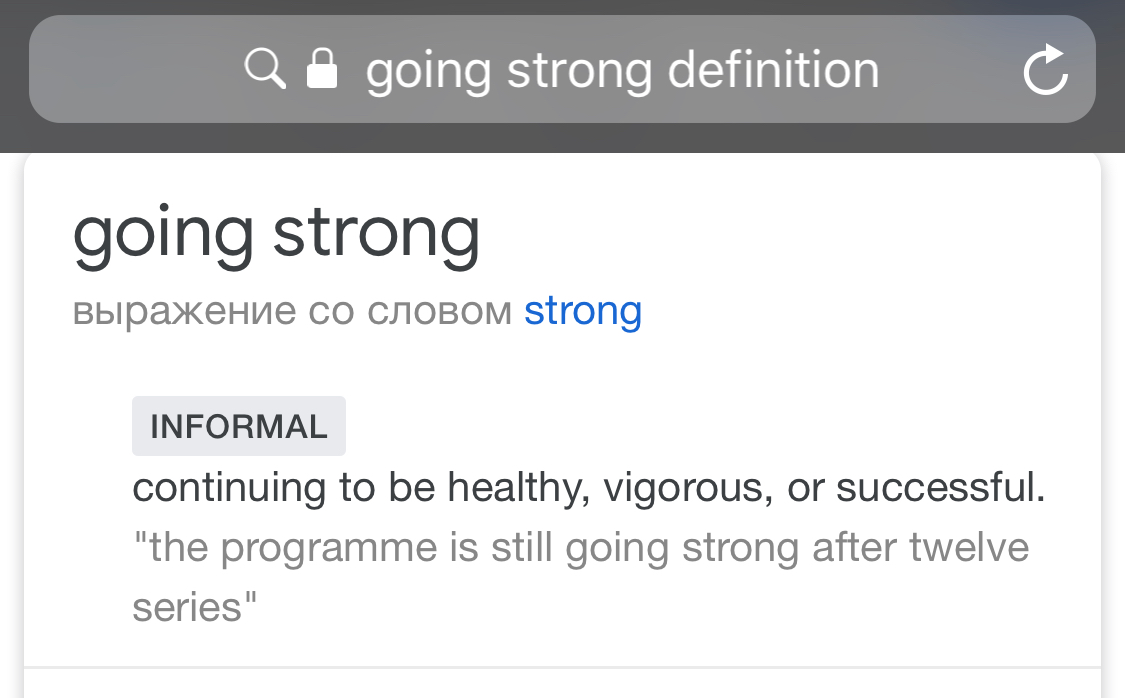 going strong definition
going strong
выражение со словом strong
INFORMAL
continuing to be healthy, vigorous, or successful.
"the programme is still going strong after twelve
series"